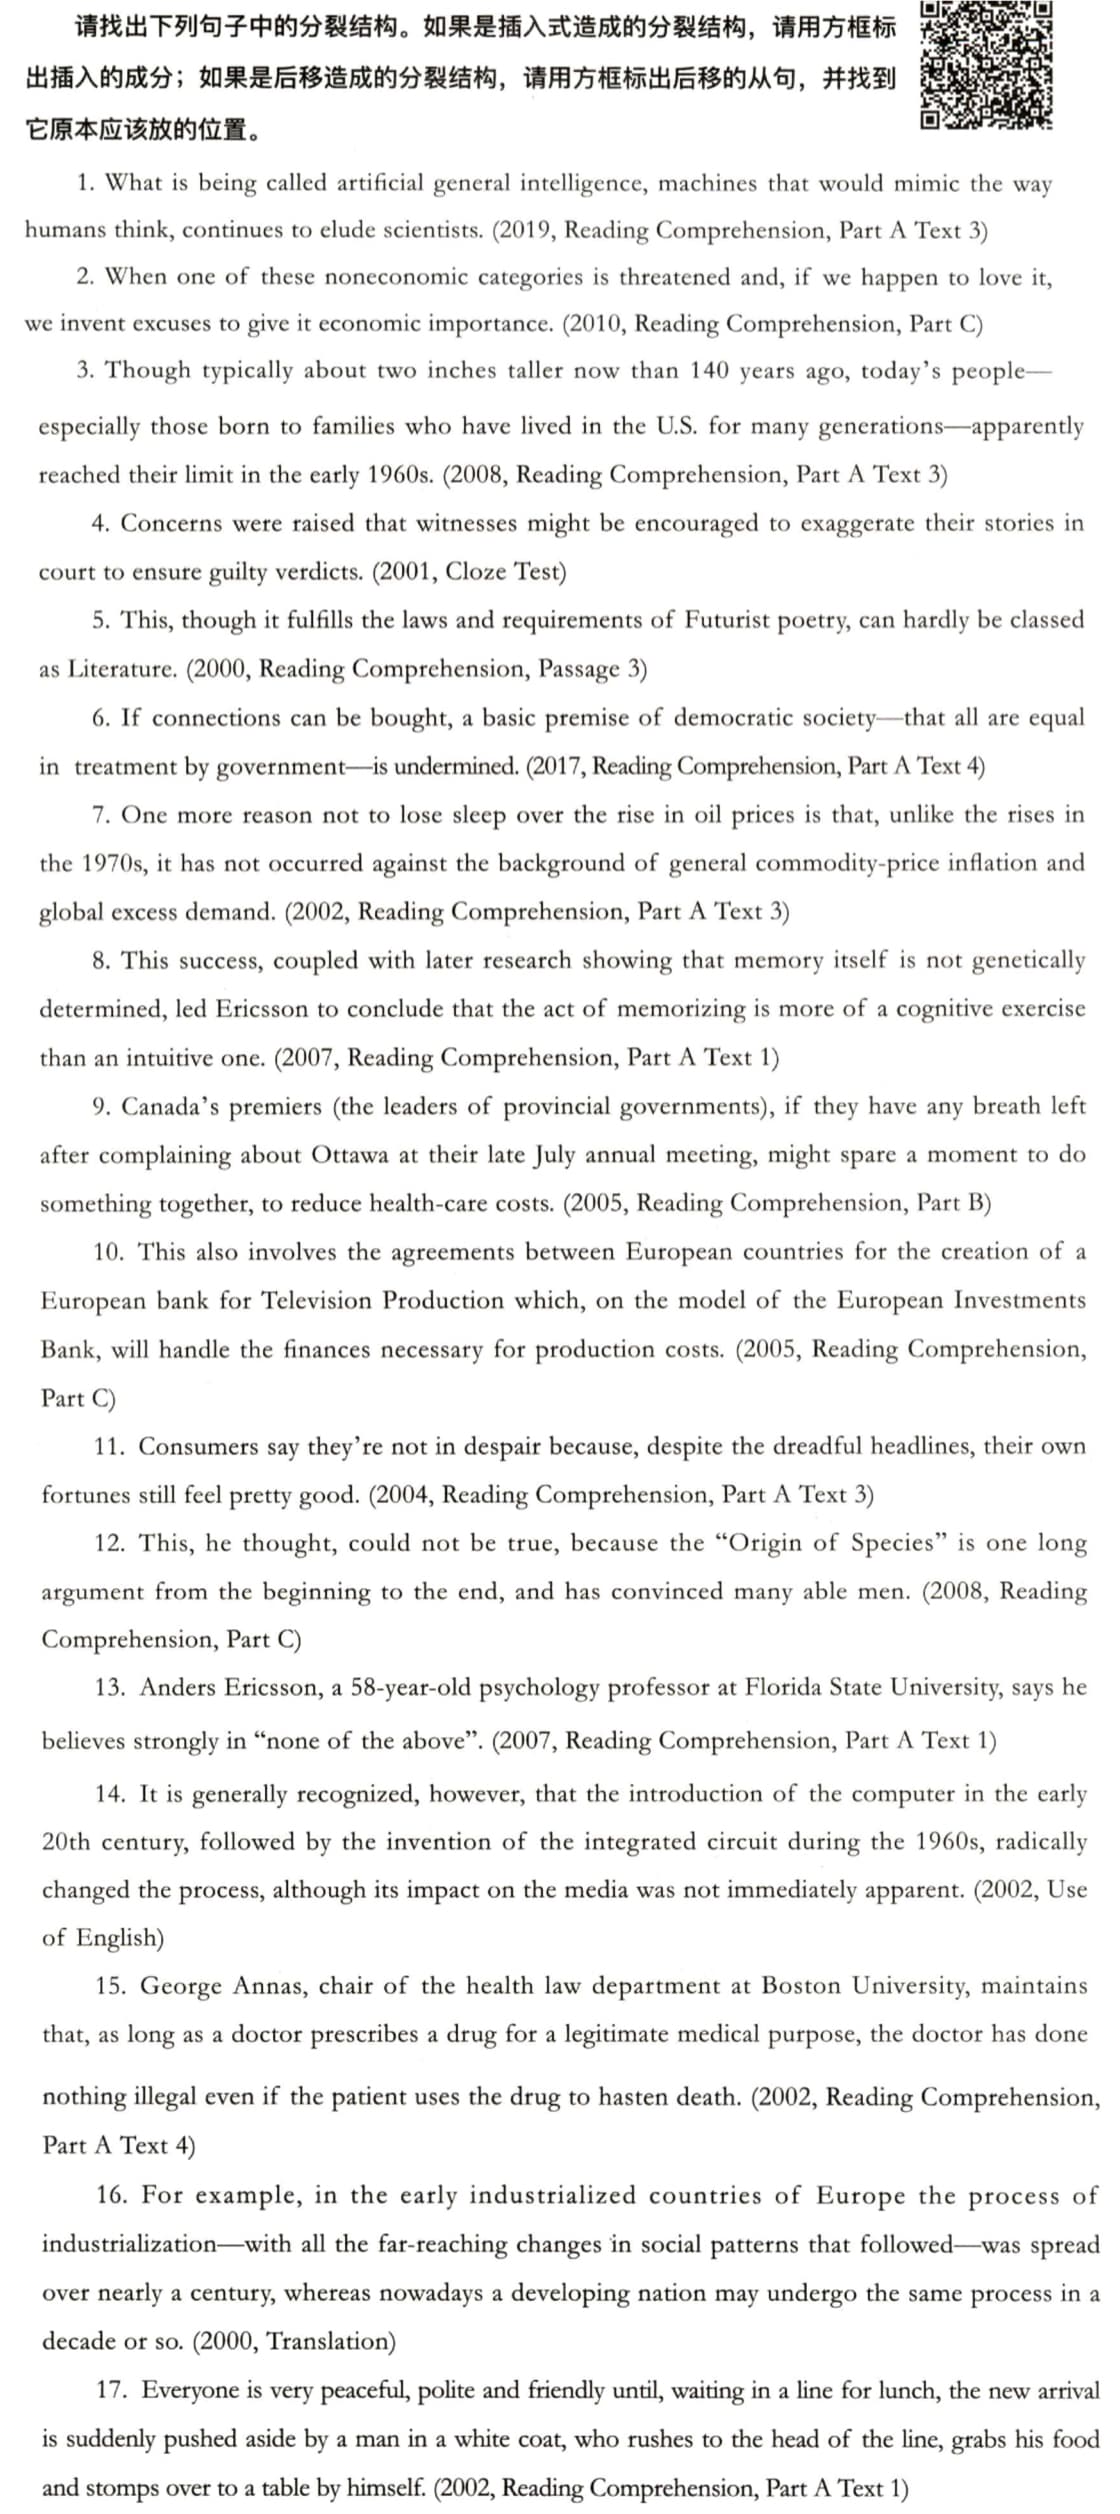 请找出下列句子中的分裂结构。如果是插入式造成的分裂结构，请用方框标
出插入的成分；如果是后移造成的分裂结构，请用方框标出后移的从句，并找到
它原本应该放的位置。
1. What is being called artificial general intelligence, machines that would mimic the way
humans think, continues to elude scientists. (2019, Reading Comprehension, Part A Text 3)
2. When one of these noneconomic categories is threatened and, if we happen to love it,
we invent excuses to give it economic importance. (2010, Reading Comprehension, Part C)
3. Though typically about two inches taller now than 140 years ago, today's people—
especially those born to families who have lived in the U.S. for many generations—apparently
reached their limit in the early 1960s. (2008, Reading Comprehension, Part A Text 3)
4. Concerns were raised that witnesses might be encouraged to exaggerate their stories in
court to ensure guilty verdicts. (2001, Cloze Test)
5. This, though it fulfills the laws and requirements of Futurist poetry, can hardly be classed
as Literature. (2000, Reading Comprehension, Passage 3)
6. If connections can be bought, a basic premise of democratic society—that all are equal
in treatment by government—is undermined. (2017, Reading Comprehension, Part A Text 4)
7. One more reason not to lose sleep over the rise in oil prices is that, unlike the rises in
the 1970s, it has not occurred against the background of general commodity-price inflation and
global excess demand. (2002, Reading Comprehension, Part A Text 3)
8. This success, coupled with later research showing that memory itself is not genetically
determined, led Ericsson to conclude that the act of memorizing is more of a cognitive exercise
than an intuitive one. (2007, Reading Comprehension, Part A Text 1)
9. Canada's premiers (the leaders of provincial governments), if they have any breath left
after complaining about Ottawa at their late July annual meeting, might spare a moment to do
something together, to reduce health-care costs. (2005, Reading Comprehension, Part B)
10. This also involves the agreements between European countries for the creation of a
European bank for Television Production which, on the model of the European Investments
Bank, will handle the finances necessary for production costs. (2005, Reading Comprehension,
Part C)
11. Consumers say they're not in despair because, despite the dreadful headlines, their own
fortunes still feel pretty good. (2004, Reading Comprehension, Part A Text 3)
12. This, he thought, could not be true, because the “Origin of Species” is one long
argument from the beginning to the end, and has convinced many able men. (2008, Reading
Comprehension, Part C)
13. Anders Ericsson, a 58-year-old psychology professor at Florida State University, says he
believes strongly in “none of the above”. (2007, Reading Comprehension, Part A Text 1)
14. It is generally recognized, however, that the introduction of the computer in the early
20th century, followed by the invention of the integrated circuit during the 1960s, radically
changed the process, although its impact on the media was not immediately apparent. (2002, Use
of English)
15. George Annas, chair of the health law department at Boston University, maintains
that, as long as a doctor prescribes a drug for a legitimate medical purpose, the doctor has done
nothing illegal even if the patient uses the drug to hasten death. (2002, Reading Comprehension,
Part A Text 4)
16. For example, in the early industrialized countries of Europe the process of
industrialization—with all the far-reaching changes in social patterns that followed—was spread
over nearly a century, whereas nowadays a developing nation may undergo the same process in a
decade or so. (2000, Translation)
17. Everyone is very peaceful, polite and friendly until, waiting in a line for lunch, the new arrival
is suddenly pushed aside by a man in a white coat, who rushes to the head of the line, grabs his food
and stomps over to a table by himself. (2002, Reading Comprehension, Part A Text 1)